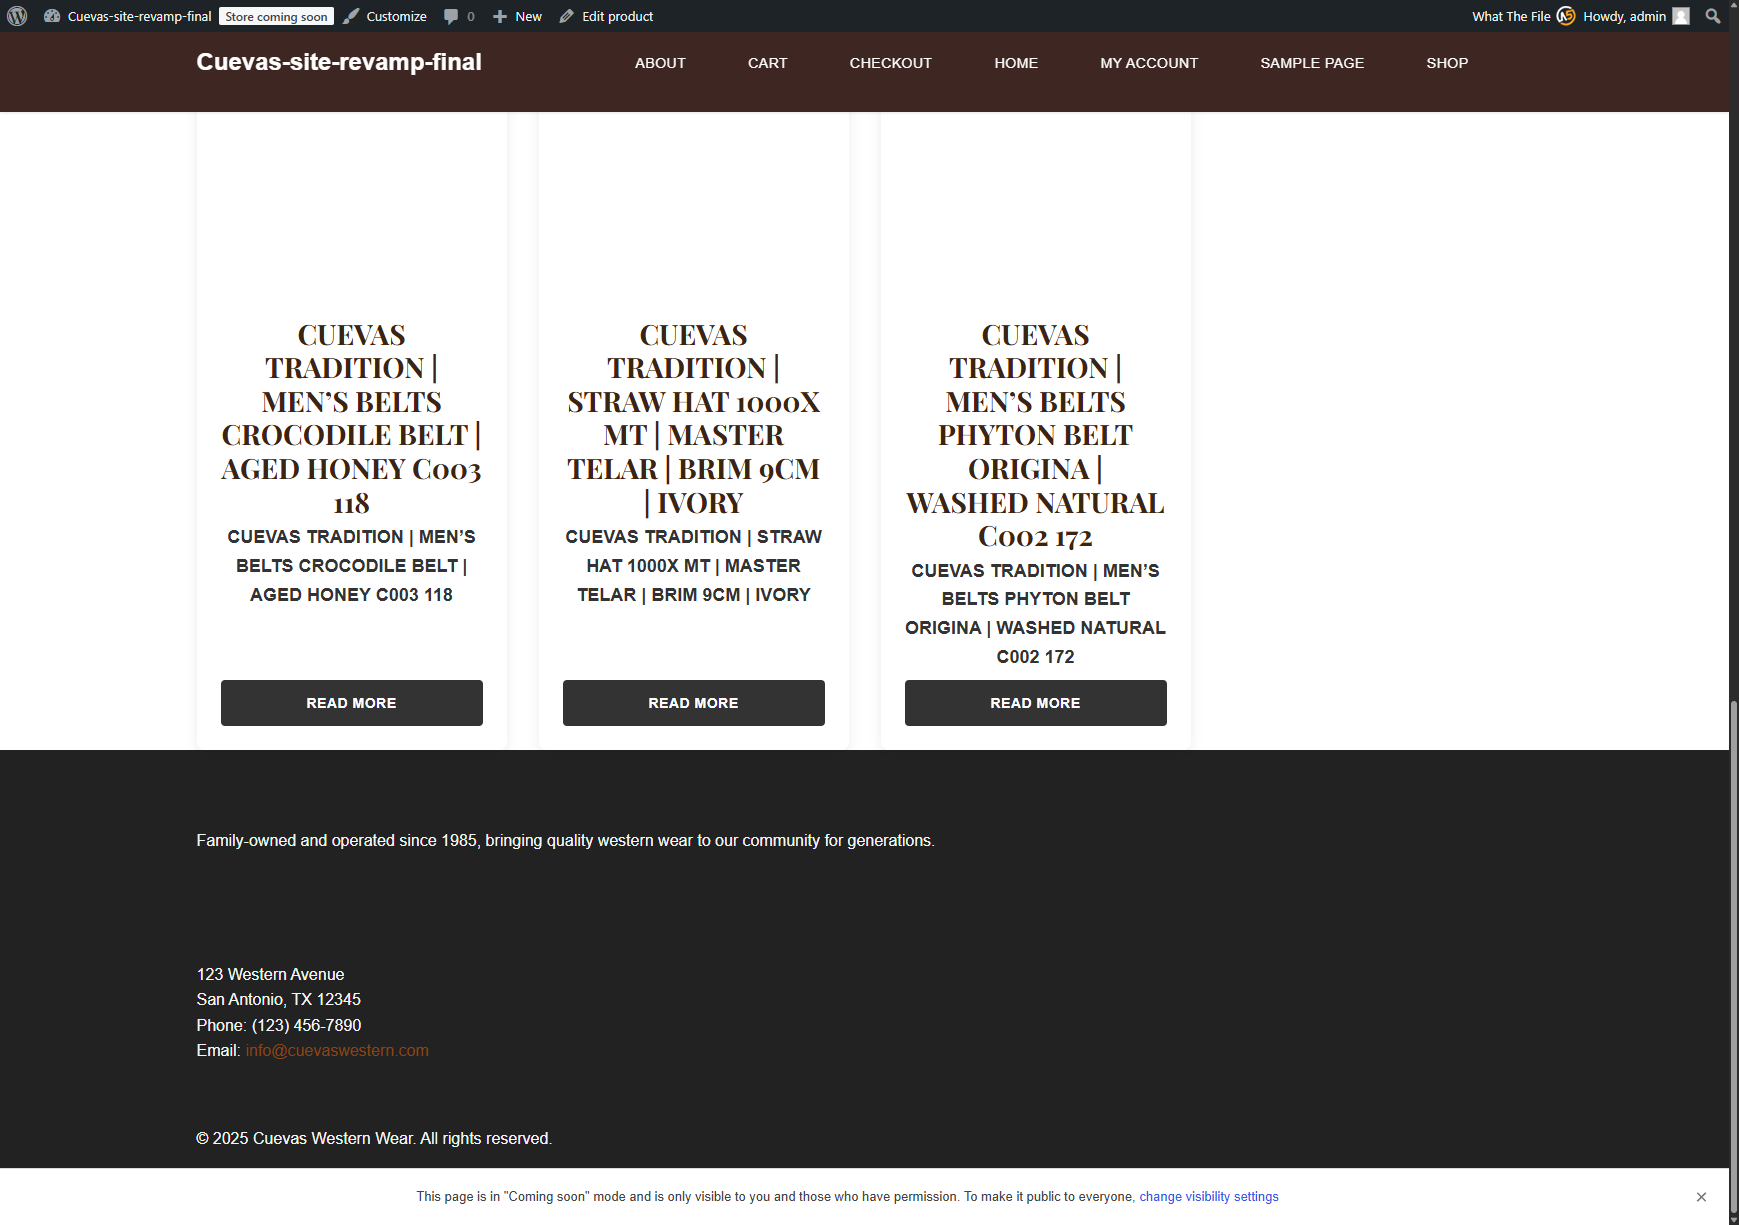 Cuevas-site-revamp-final Store coming soon Customize 0 New Edit product What The File Howdy, admin
Cuevas-site-revamp-final ABOUT CART CHECKOUT HOME MY ACCOUNT SAMPLE PAGE SHOP
CUEVAS
TRADITION |
MEN’S BELTS
CROCODILE BELT |
AGED HONEY C003
118
CUEVAS TRADITION | MEN’S
BELTS CROCODILE BELT |
AGED HONEY C003 118
READ MORE
CUEVAS
TRADITION |
STRAW HAT 1000X
MT | MASTER
TELAR | BRIM 9CM
| IVORY
CUEVAS TRADITION | STRAW
HAT 1000X MT | MASTER
TELAR | BRIM 9CM | IVORY
READ MORE
CUEVAS
TRADITION |
MEN’S BELTS
PHYTON BELT
ORIGINA |
WASHED NATURAL
C002 172
CUEVAS TRADITION | MEN’S
BELTS PHYTON BELT
ORIGINA | WASHED NATURAL
C002 172
READ MORE
Family-owned and operated since 1985, bringing quality western wear to our community for generations.
123 Western Avenue
San Antonio, TX 12345
Phone: (123) 456-7890
Email: info@cuevaswestern.com
© 2025 Cuevas Western Wear. All rights reserved.
This page is in "Coming soon" mode and is only visible to you and those who have permission. To make it public to everyone, change visibility settings